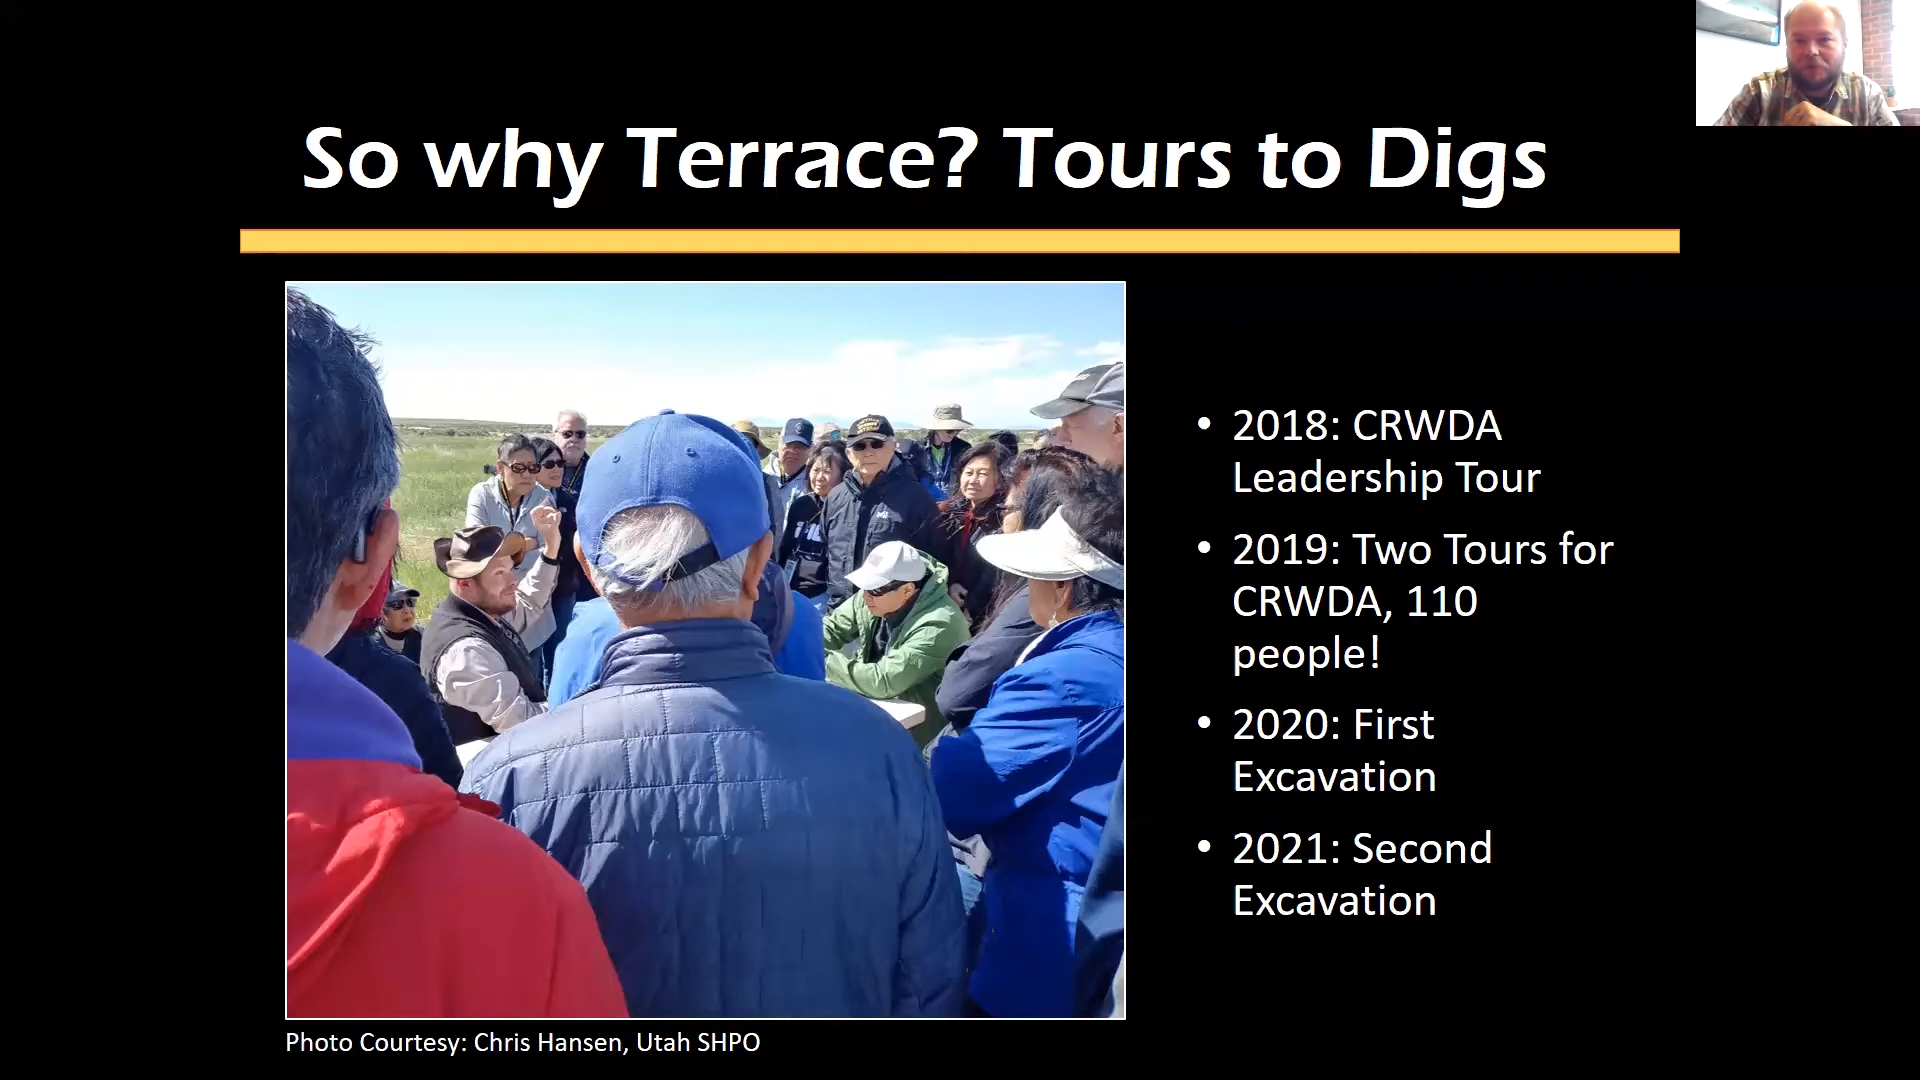 So why Terrace? Tours to Digs
• 2018: CRWDA
Leadership Tour
• 2019: Two Tours for
CRWDA, 110
people!
• 2020: First
Excavation
• 2021: Second
Excavation
Photo Courtesy: Chris Hansen, Utah SHPO